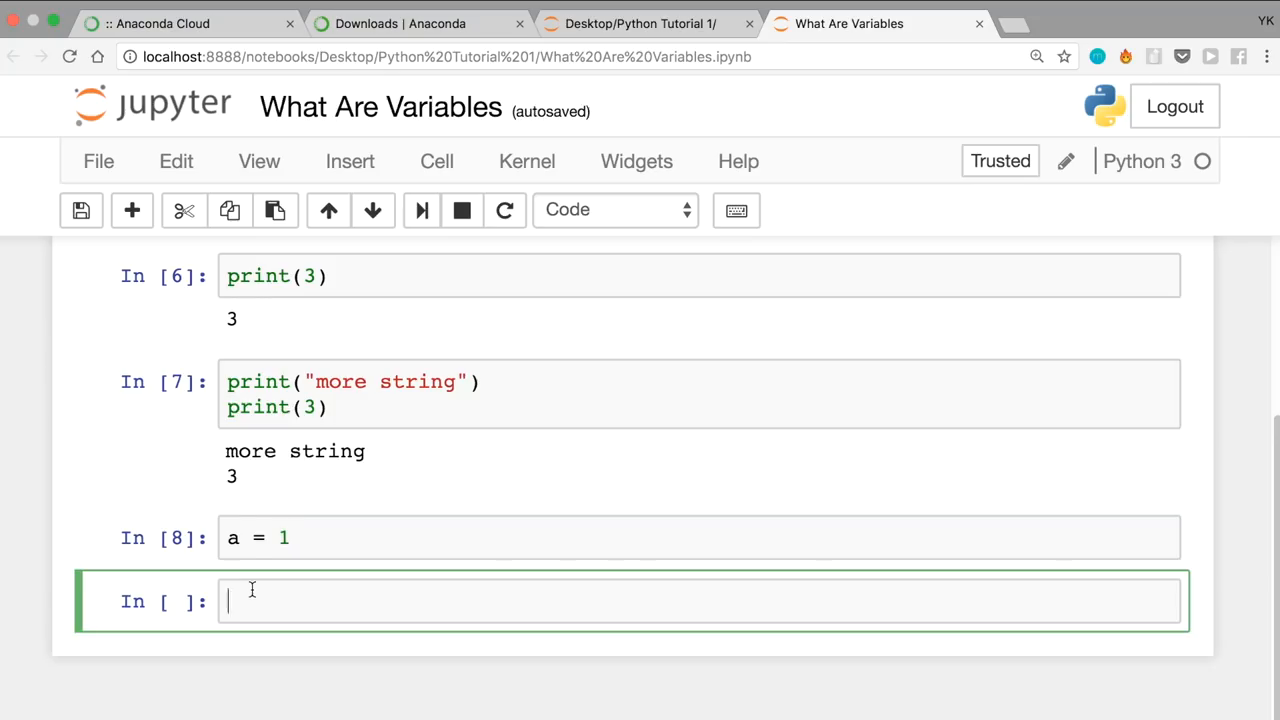 :: Anaconda Cloud
Downloads | Anaconda
Desktop/Python Tutorial 1/
What Are Variables
YK
localhost:8888/notebooks/Desktop/Python%20Tutorial%201/What%20Are%20Variables.ipynb
jupyter
What Are Variables (autosaved)
Logout
File Edit View Insert Cell Kernel Widgets Help
Trusted
Python 3
Code
In [6]: print(3)
3
In [7]: print("more string")
print(3)
more string
3
In [8]: a = 1
In [ ]: